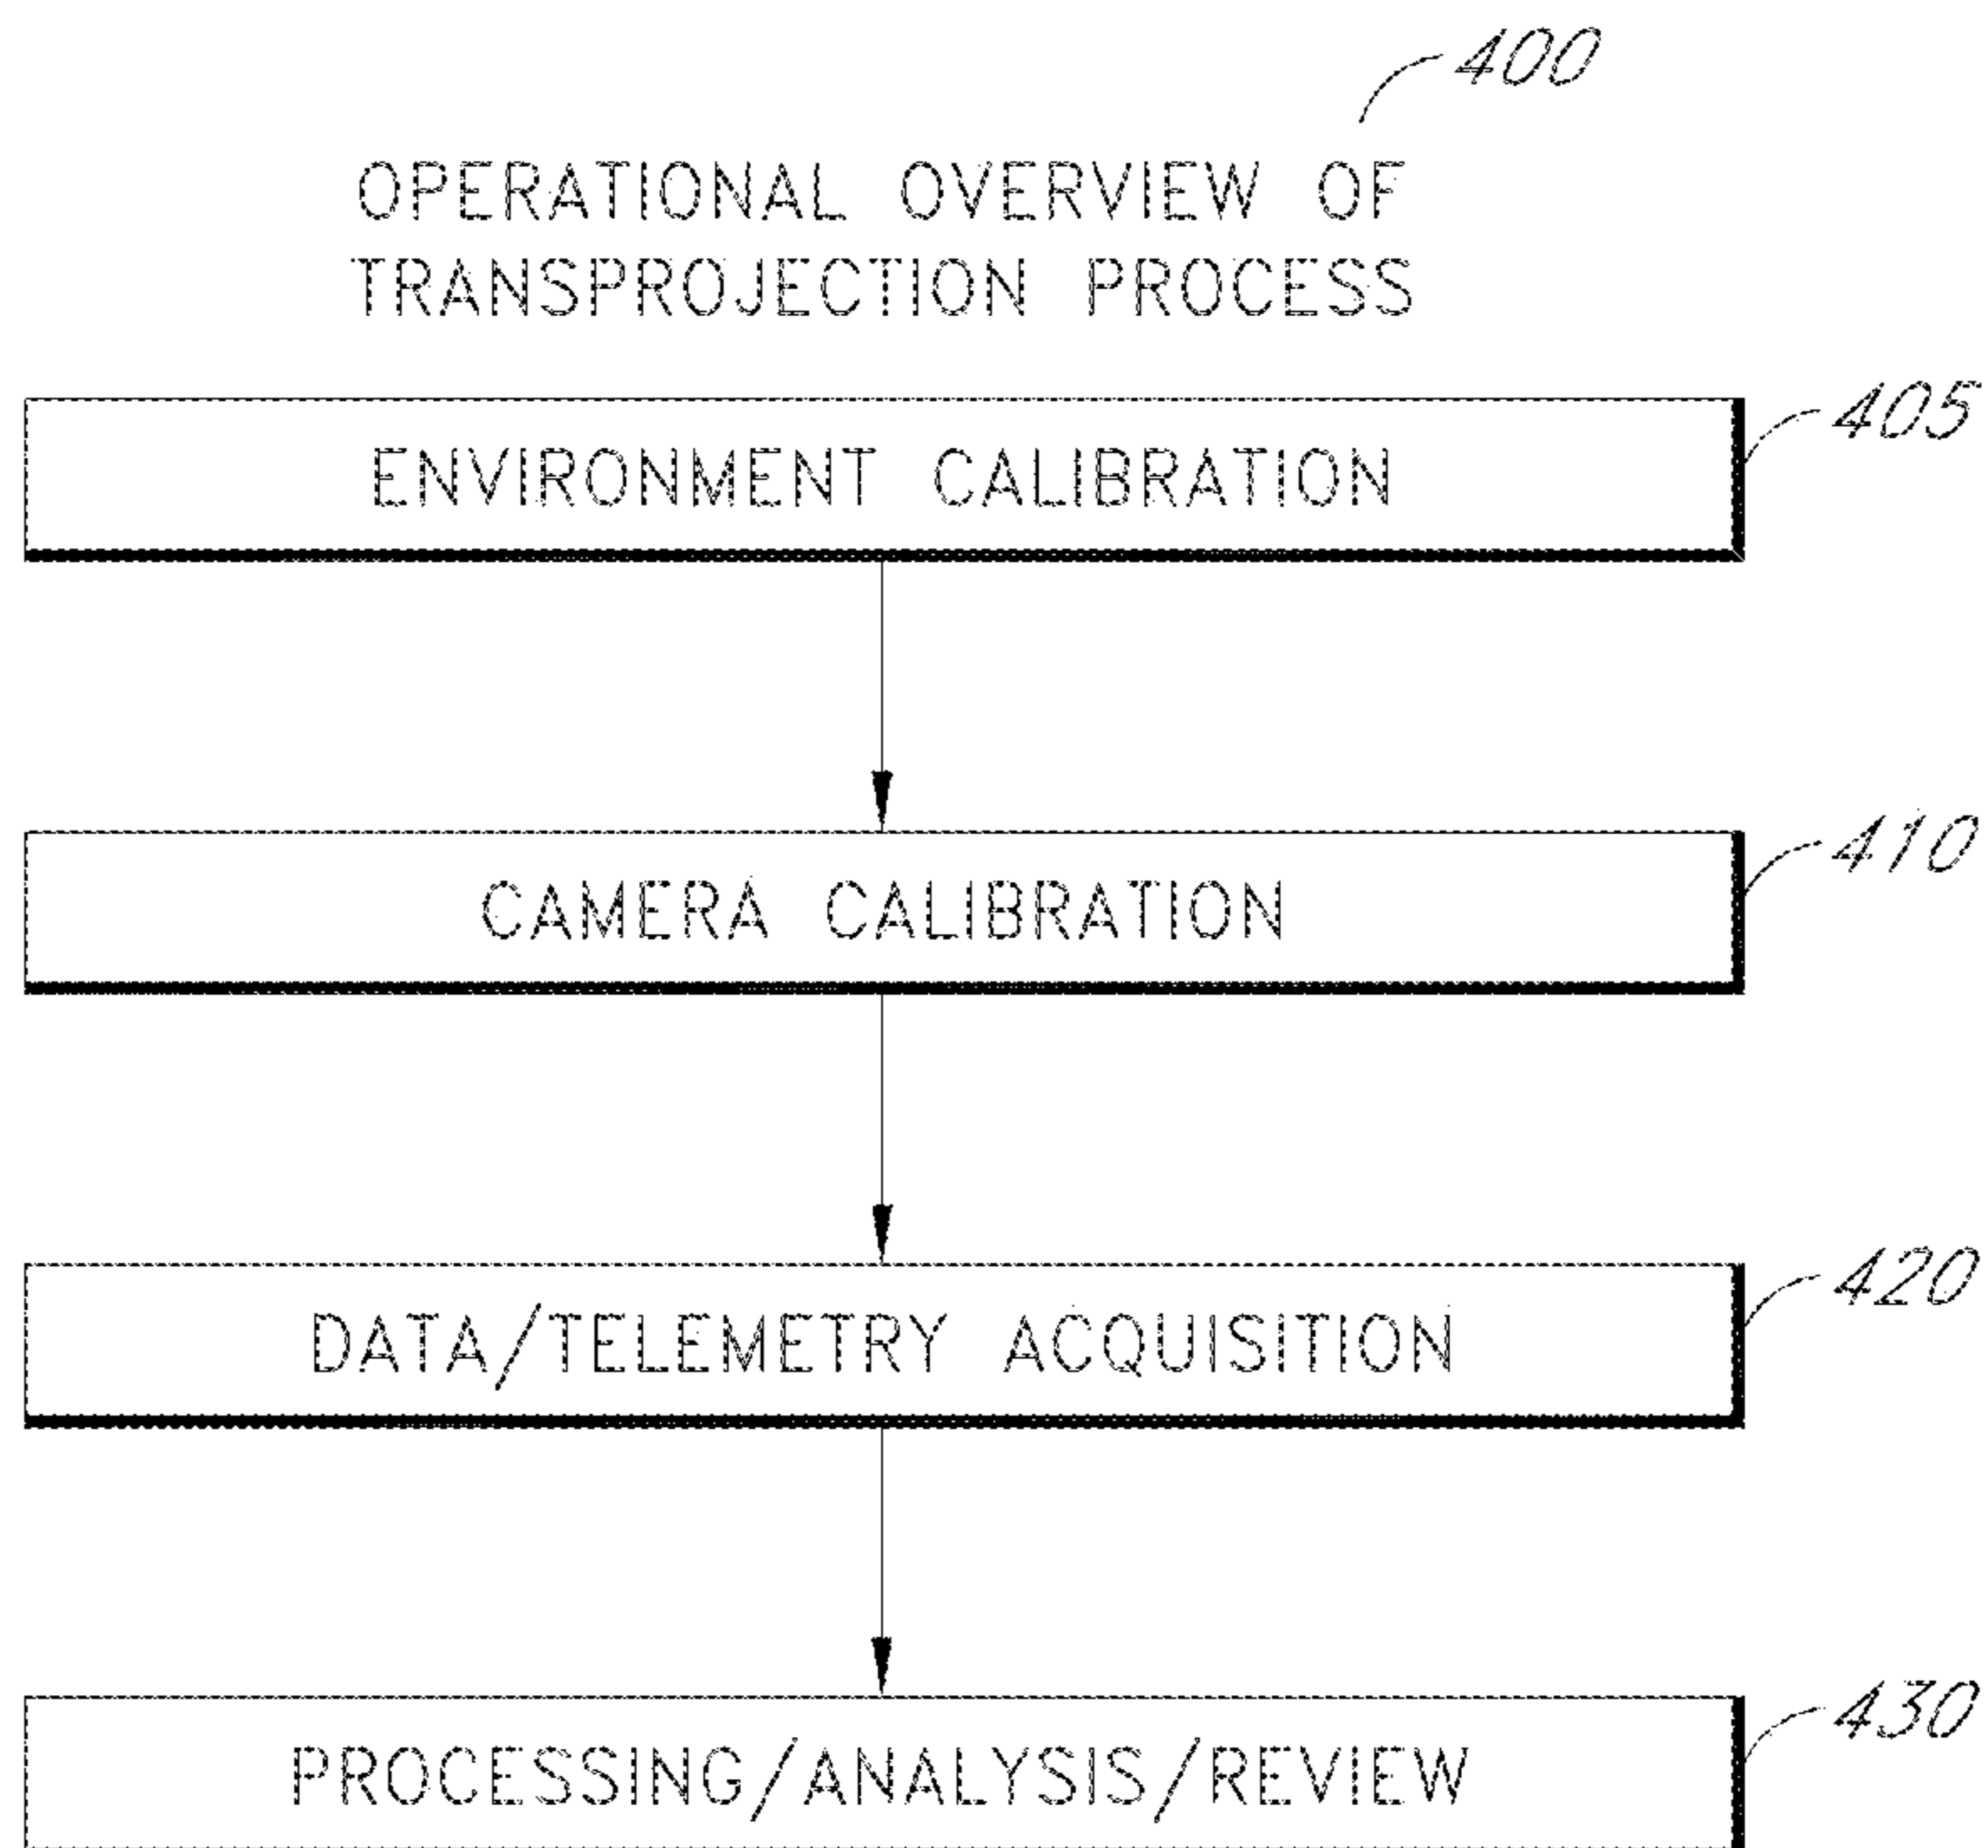 400
OPERATIONAL OVERVIEW OF
TRANSPROJECTION PROCESS
ENVIRONMENT CALIBRATION
405
CAMERA CALIBRATION
410
DATA/TELEMETRY ACQUISITION
420
PROCESSING/ANALYSIS/REVIEW
430